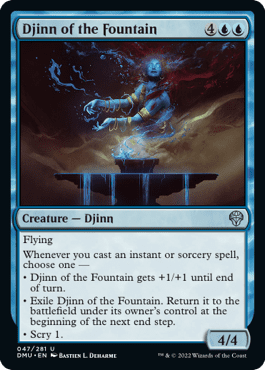 Djinn of the Fountain 4
Creature — Djinn
Flying
Whenever you cast an instant or sorcery spell,
choose one —
• Djinn of the Fountain gets +1/+1 until end
of turn.
• Exile Djinn of the Fountain. Return it to the
battlefield under its owner's control at the
beginning of the next end step.
• Scry 1.
4/4
047/281 U
DMU • EN Bastien L. Deharme
™ & © 2022 Wizards of the Coast